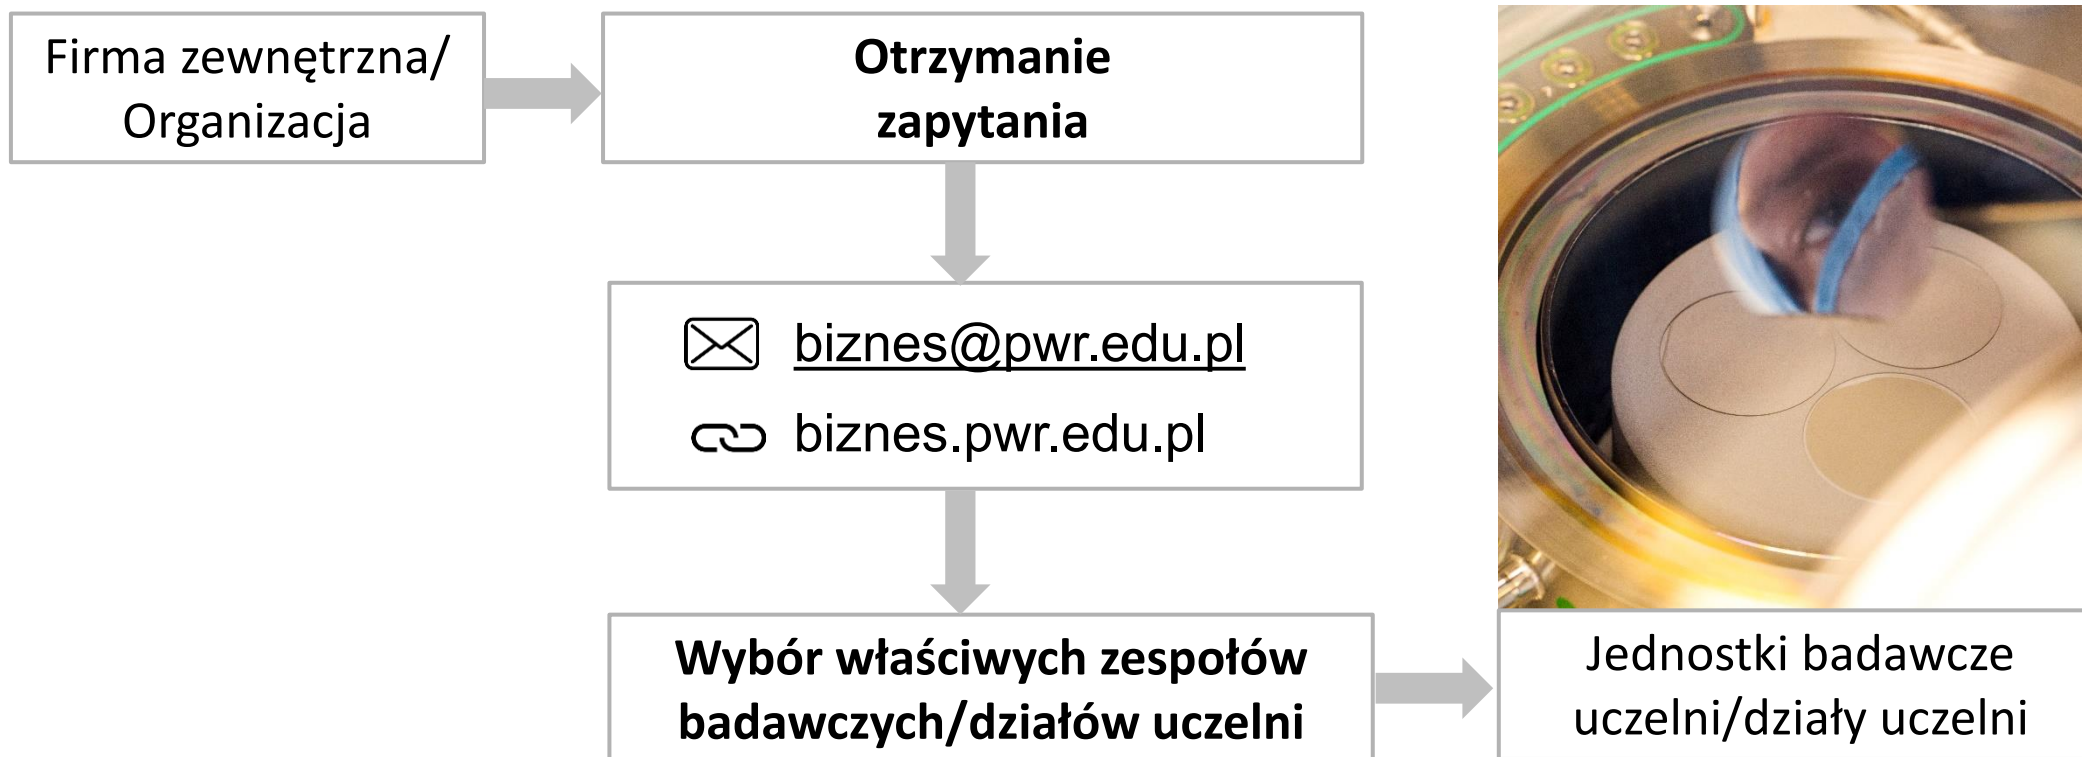 Firma zewnętrzna/
Organizacja
Otrzymanie
zapytania
biznes@pwr.edu.pl
biznes.pwr.edu.pl
Wybór właściwych zespołów
badawczych/działów uczelni
Jednostki badawcze
uczelni/działy uczelni